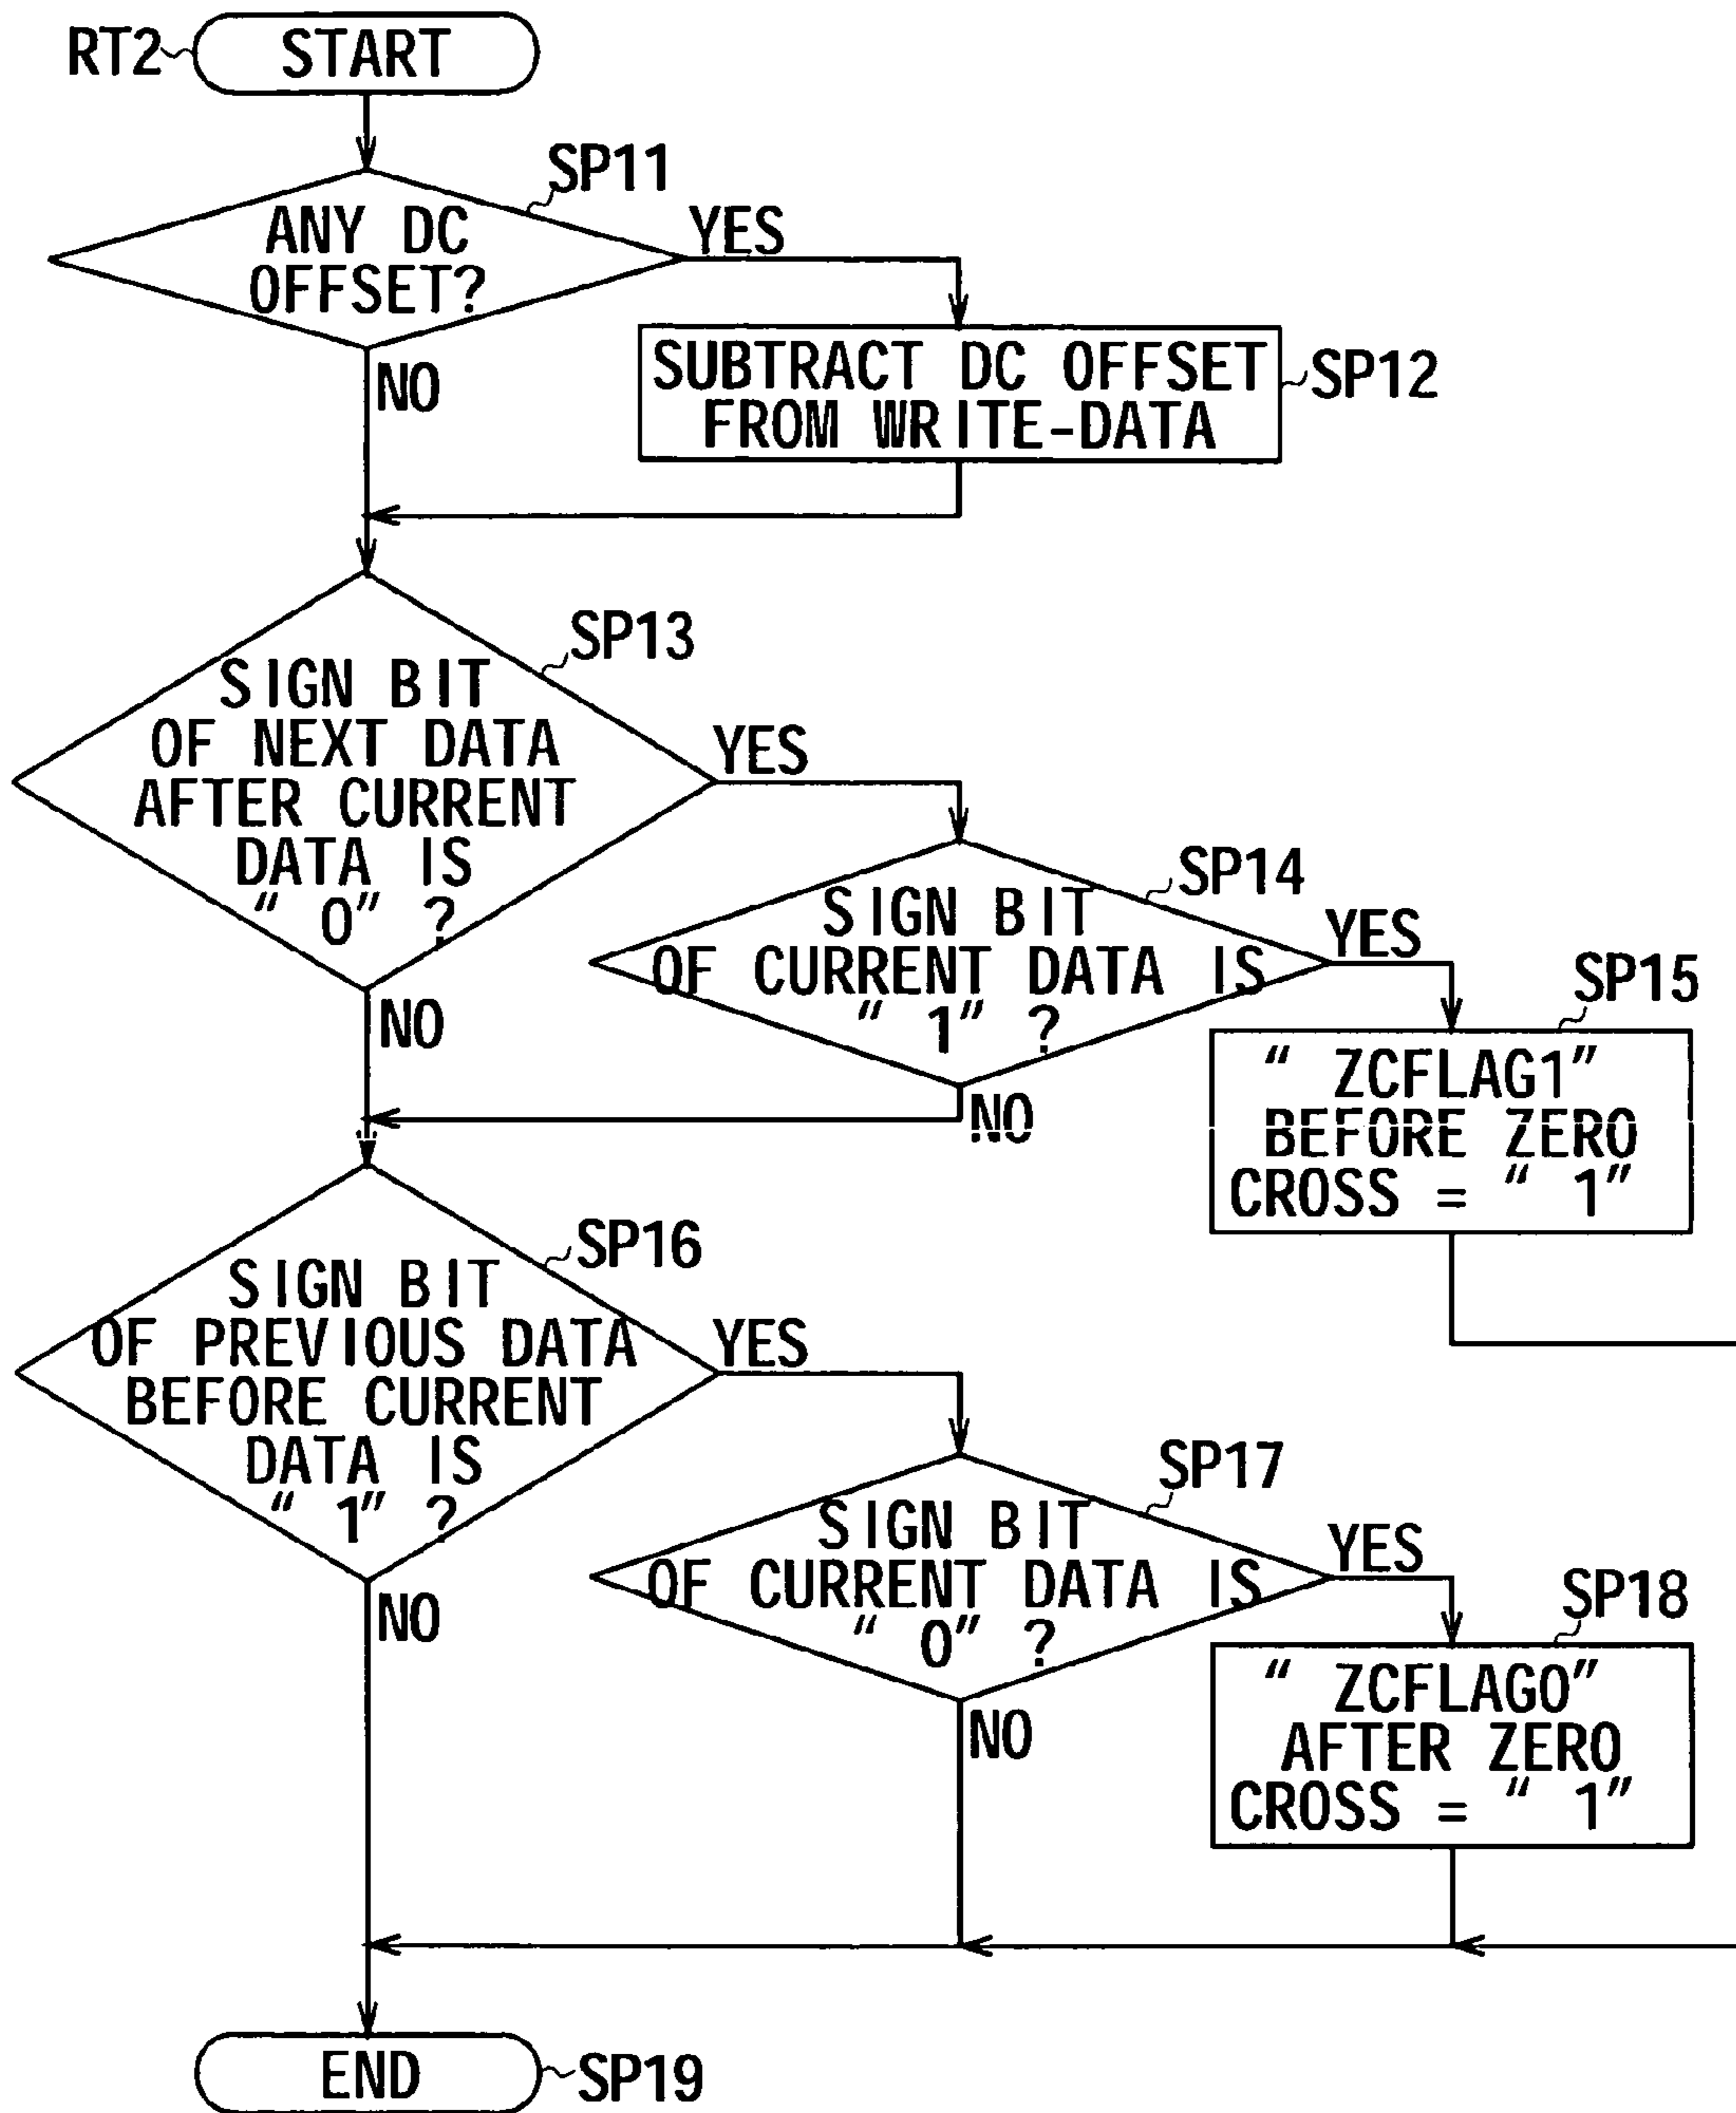 RT2
START
SP11
ANY DC
OFFSET?
YES
NO
SUBTRACT DC OFFSET
FROM WRITE-DATA
SP12
SP13
SIGN BIT
OF NEXT DATA
AFTER CURRENT
DATA IS
“ 0” ?
YES
NO
SP14
SIGN BIT
OF CURRENT DATA IS
“ 1” ?
YES
NO
SP15
“ ZCFLAG1”
BEFORE ZERO
CROSS = “ 1”
SP16
SIGN BIT
OF PREVIOUS DATA
BEFORE CURRENT
DATA IS
“ 1” ?
YES
NO
SP17
SIGN BIT
OF CURRENT DATA IS
“ 0” ?
YES
NO
SP18
“ ZCFLAG0”
AFTER ZERO
CROSS = “ 1”
END
SP19